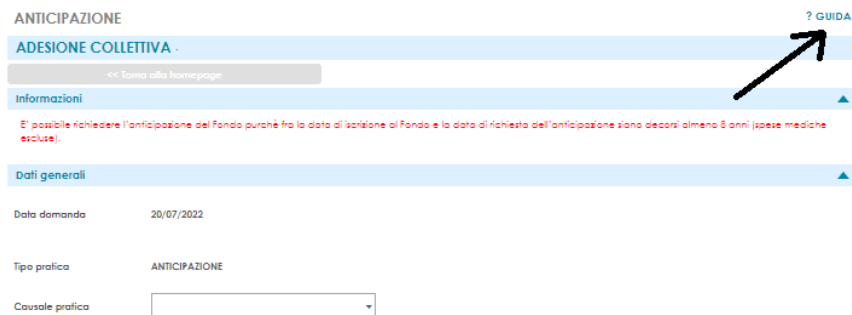 ANTICIPAZIONE
? GUIDA
ADESIONE COLLETTIVA -
<< Torna alla homepage
Informazioni
E' possibile richiedere l'anticipazione del Fondo purchè fra la data di iscrizione al Fondo e la data di richiesta dell'anticipazione siano decorsi almeno 8 anni (spese mediche
escluse).
Dati generali
Data domanda 20/07/2022
Tipo pratica ANTICIPAZIONE
Causale pratica